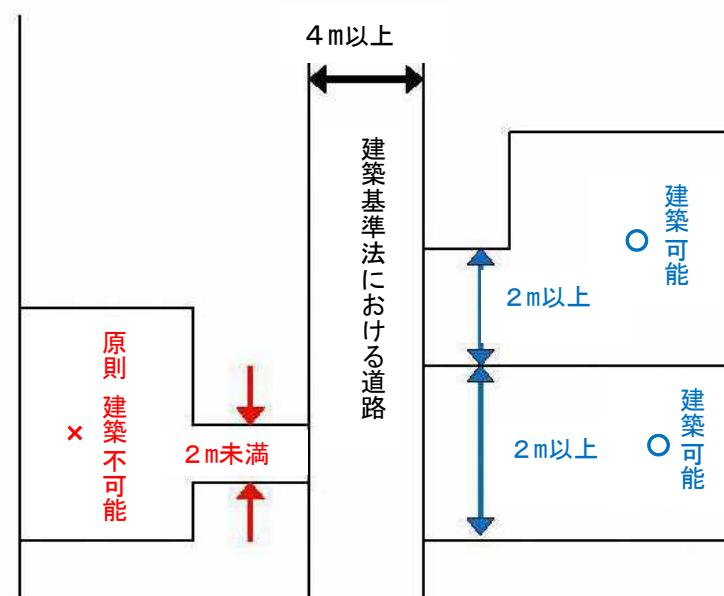 ４ｍ以上
建築基準法における道路
建築可能
○
２ｍ以上
原則 建築不可能
×
２ｍ未満
建築可能
○
２ｍ以上